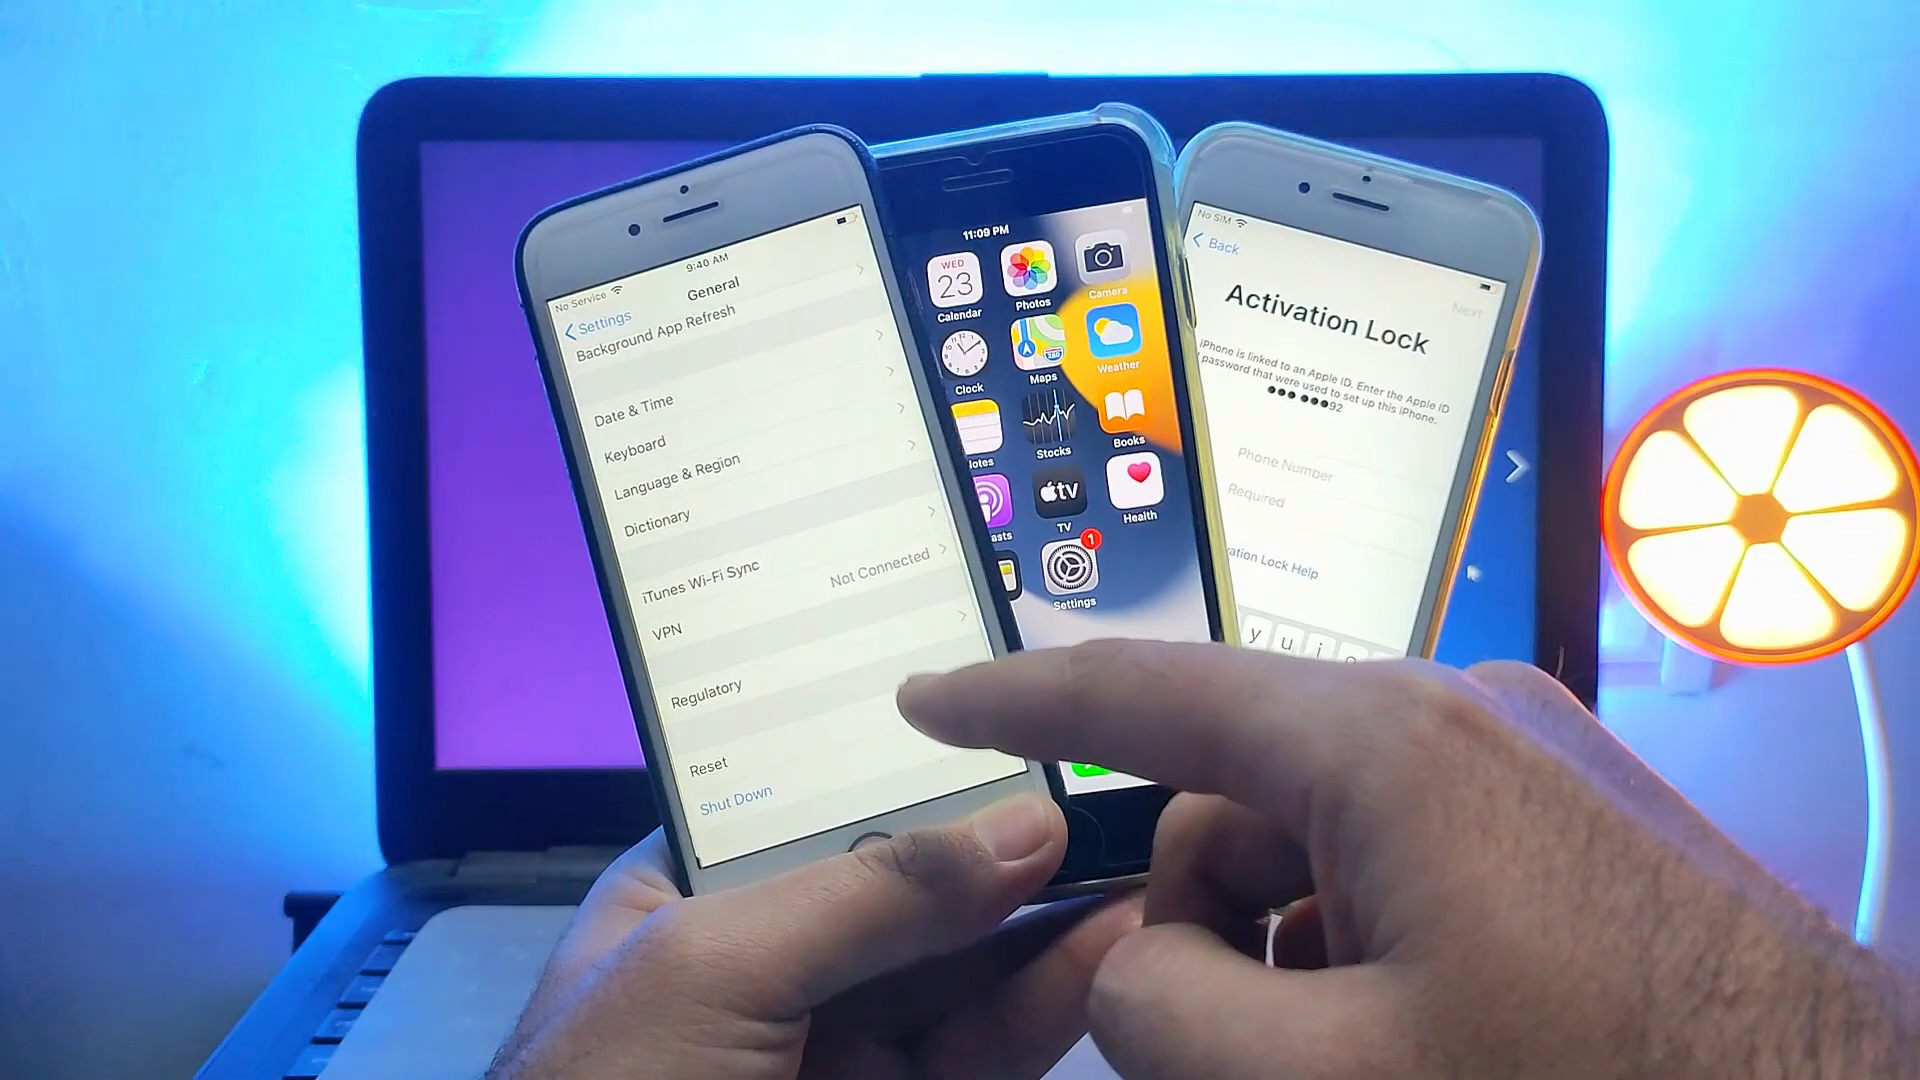 No Service
9:40 AM
Settings
General
Background App Refresh
Date & Time
Keyboard
Language & Region
Dictionary
iTunes Wi-Fi Sync
VPN
Not Connected
Regulatory
Reset
Shut Down
11:09 PM
WED
23
Calendar
Photos
Camera
Clock
Maps
Weather
Stocks
Books
tv
TV
Health
1
Settings
No SIM
Back
Next
Activation Lock
iPhone is linked to an Apple ID. Enter the Apple ID
password that were used to set up this iPhone.
●●● ●●●92
Phone Number
Required
Lock Help
y u i